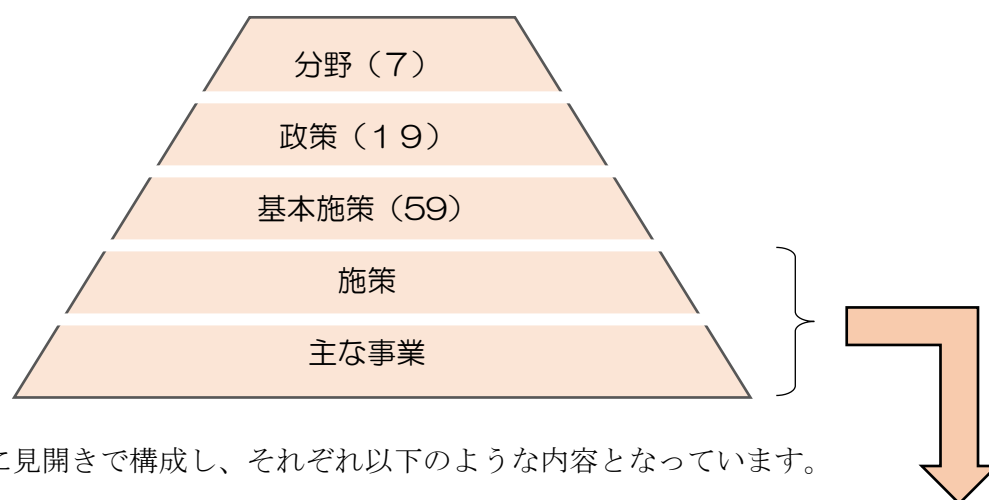 分野（７）
政策（１９）
基本施策（59）
施策
主な事業
に見開きで構成し、それぞれ以下のような内容となっています。